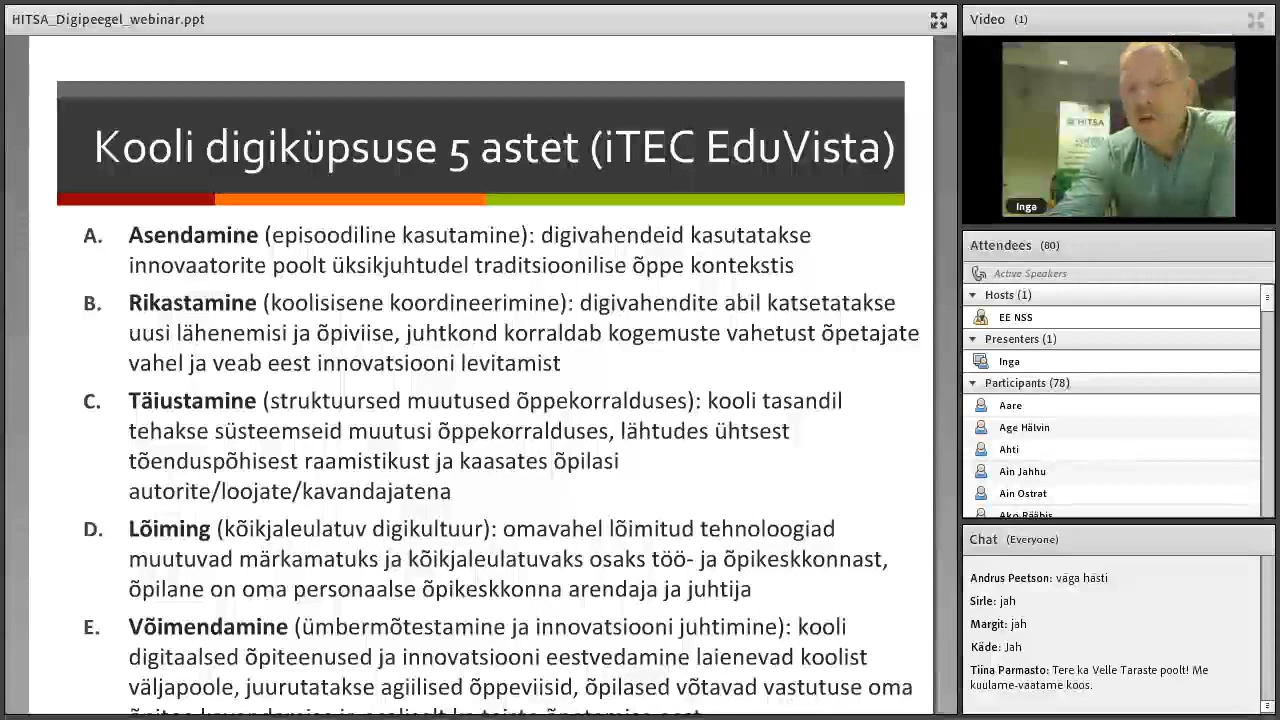 HITSA_Digipeegel_webinar.ppt
Kooli digiküpsuse 5 astet (iTEC EduVista)
A. Asendamine (episoodiline kasutamine): digivahendeid kasutatakse
innovaatorite poolt üksikjuhtudel traditsioonilise õppe kontekstis
B. Rikastamine (koolisisene koordineerimine): digivahendite abil katsetatakse
uusi lähenemisi ja õpiviise, juhtkond korraldab kogemuste vahetust õpetajate
vahel ja veab eest innovatsiooni levitamist
C. Täiustamine (struktuursed muutused õppekorralduses): kooli tasandil
tehakse süsteemseid muutusi õppekorralduses, lähtudes ühtsest
tõenduspõhisest raamistikust ja kaasates õpilasi
autorite/loojate/kavandajatena
D. Lõiming (kõikjaleulatuv digikultuur): omavahel lõimitud tehnoloogiad
muutuvad märkamatuks ja kõikjaleulatuvaks osaks töö- ja õpikeskkonnast,
õpilane on oma personaalse õpikeskkonna arendaja ja juhtija
E. Võimendamine (ümbermõtestamine ja innovatsiooni juhtimine): kooli
digitaalsed õpiteenused ja innovatsiooni eestvedamine laienevad koolist
väljapoole, juurutatakse agiilised õppeviisid, õpilased võtavad vastutuse oma
Video (1)
HITSA
Inga
Attendees (80)
Active Speakers
Hosts (1)
EE NSS
Presenters (1)
Inga
Participants (78)
Aare
Age Hälvin
Ahti
Ain Jahhu
Ain Ostrat
Ako Rääbis
Chat (Everyone)
Andrus Peetson: väga hästi
Sirle: jah
Margit: jah
Käde: Jah
Tiina Parmasto: Tere ka Velle Taraste poolt! Me
kuulame-vaatame koos.